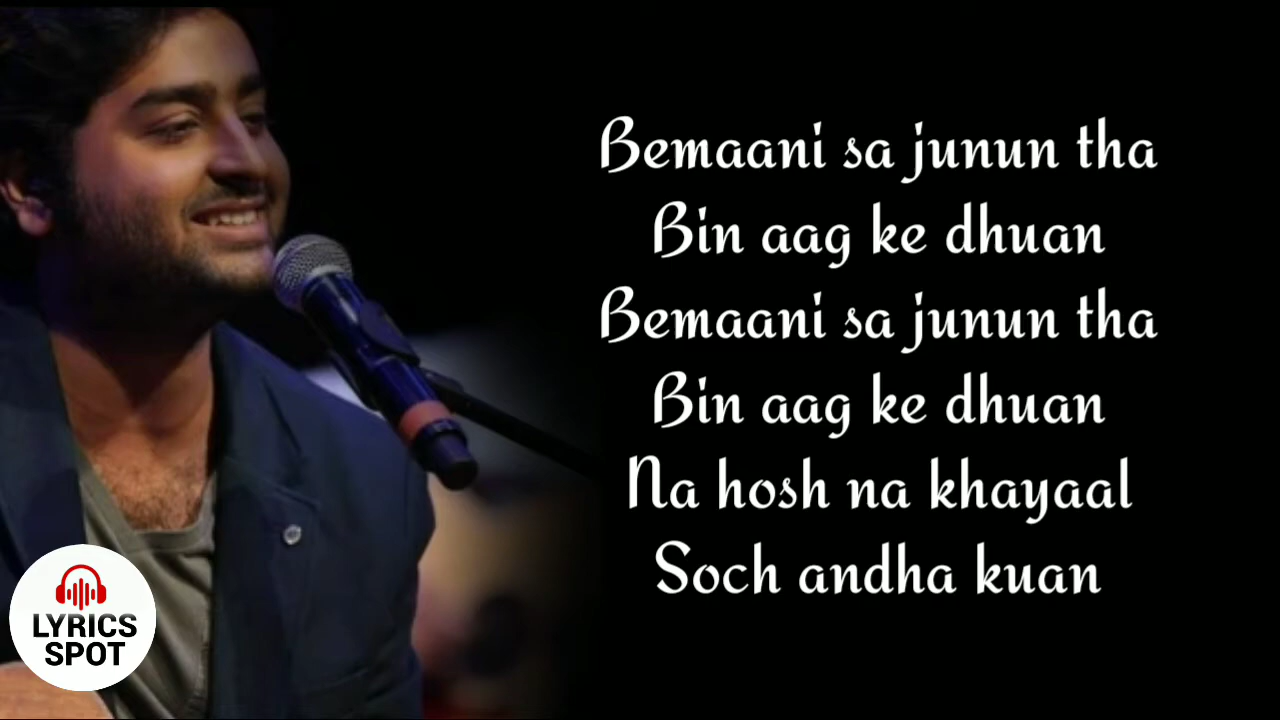 Bemaani sa junun tha
Bin aag ke dhuan
Bemaani sa junun tha
Bin aag ke dhuan
Na hosh na khayaal
Soch andha kuan
LYRICS
SPOT